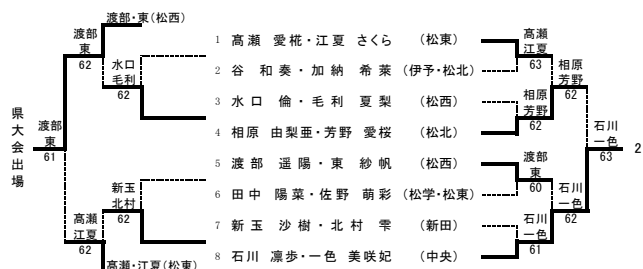 渡部・東(松西)
渡部
東
62
水口
毛利
62
県大会出場
渡部
東
61
新玉
北村
62
髙瀬
江夏
62
髙瀬・江夏(松東)
1 髙瀬 愛椛・江夏 さくら (松東)
2 谷 和奏・加納 希莱 (伊予・松北)
3 水口 倫・毛利 夏梨 (松西)
4 相原 由梨亜・芳野 愛桜 (松北)
5 渡部 遥陽・東 紗帆 (松西)
6 田中 陽菜・佐野 萌彩 (松学・松東)
7 新玉 沙樹・北村 雫 (新田)
8 石川 凛歩・一色 美咲妃 (中央)
髙瀬
江夏
63
相原
芳野
62
相原
芳野
62
石川
一色
63
2
渡部
東
60
石川
一色
62
石川
一色
61